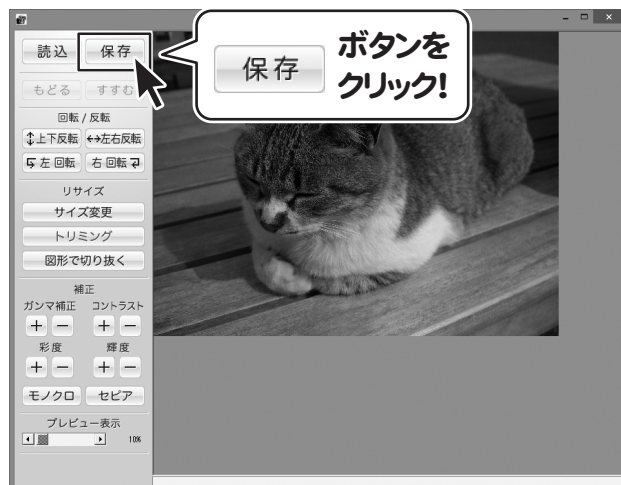 読込 保存
保存
ボタンを
クリック!
もどる すすむ
回転 / 反転
上下反転 左右反転
左 回転 右 回転
リサイズ
サイズ変更
トリミング
図形で切り抜く
補正
ガンマ補正 コントラスト
+ − + −
彩度 輝度
+ − + −
モノクロ セピア
プレビュー表示
10%